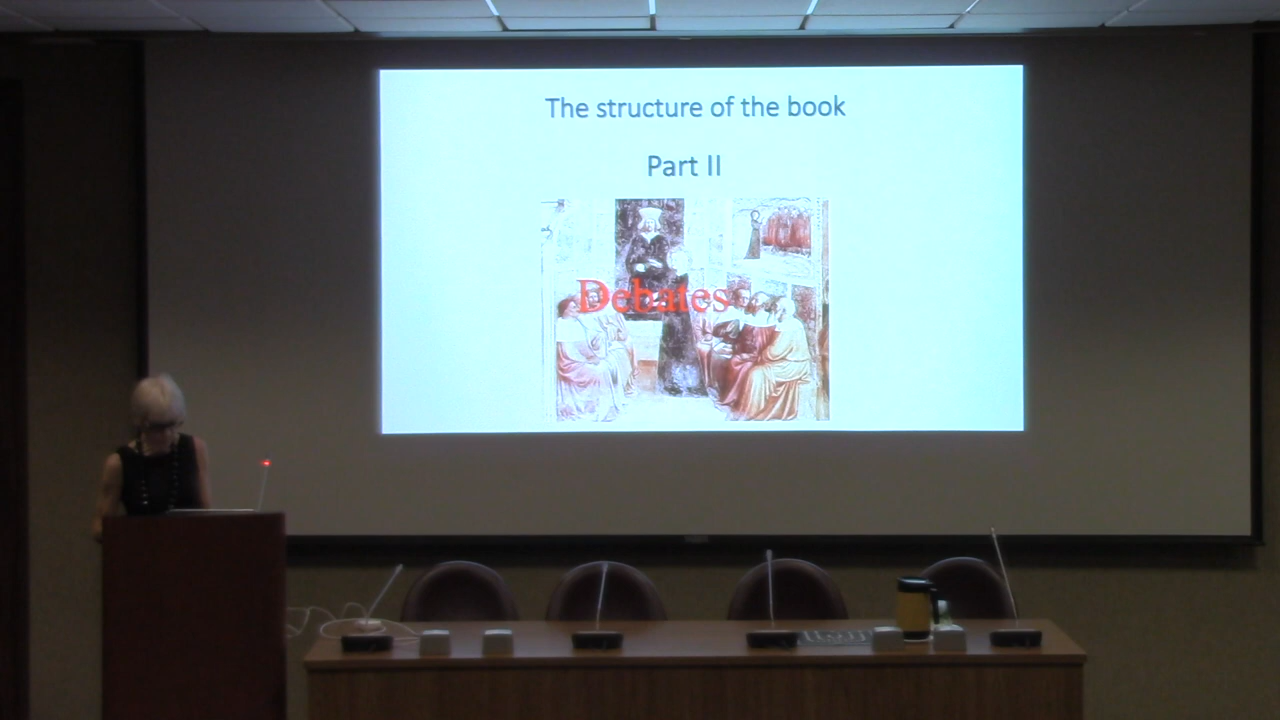 The structure of the book
Part II
Debates